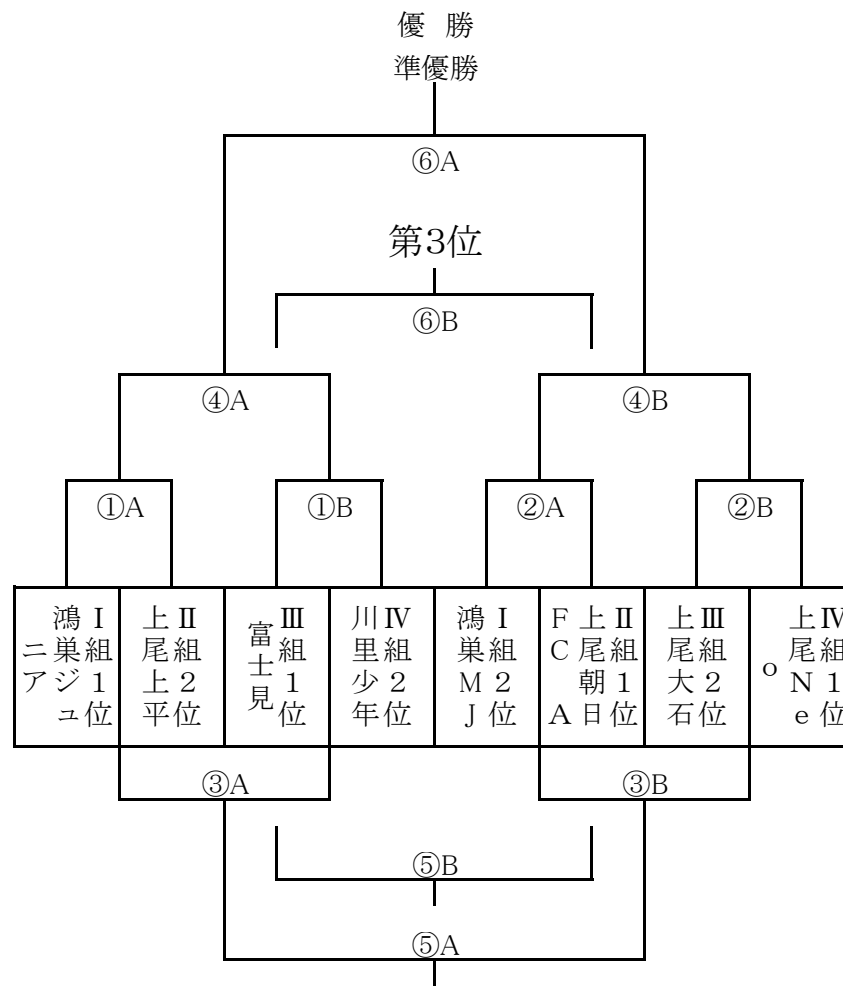 優 勝
準優勝
⑥A
第3位
⑥B
④A
④B
①A
①B
②A
②B
Ⅰ組1位
鴻巣ジュ
ニア
Ⅱ組2位
上尾上平
Ⅲ組1位
富士見
Ⅳ組2位
川里少年
Ⅰ組2位
鴻巣MJ
Ⅱ組1位
上尾朝日
FC A
Ⅲ組2位
上尾大石
Ⅳ組1位
上尾Ne
o
③A
③B
⑤B
⑤A